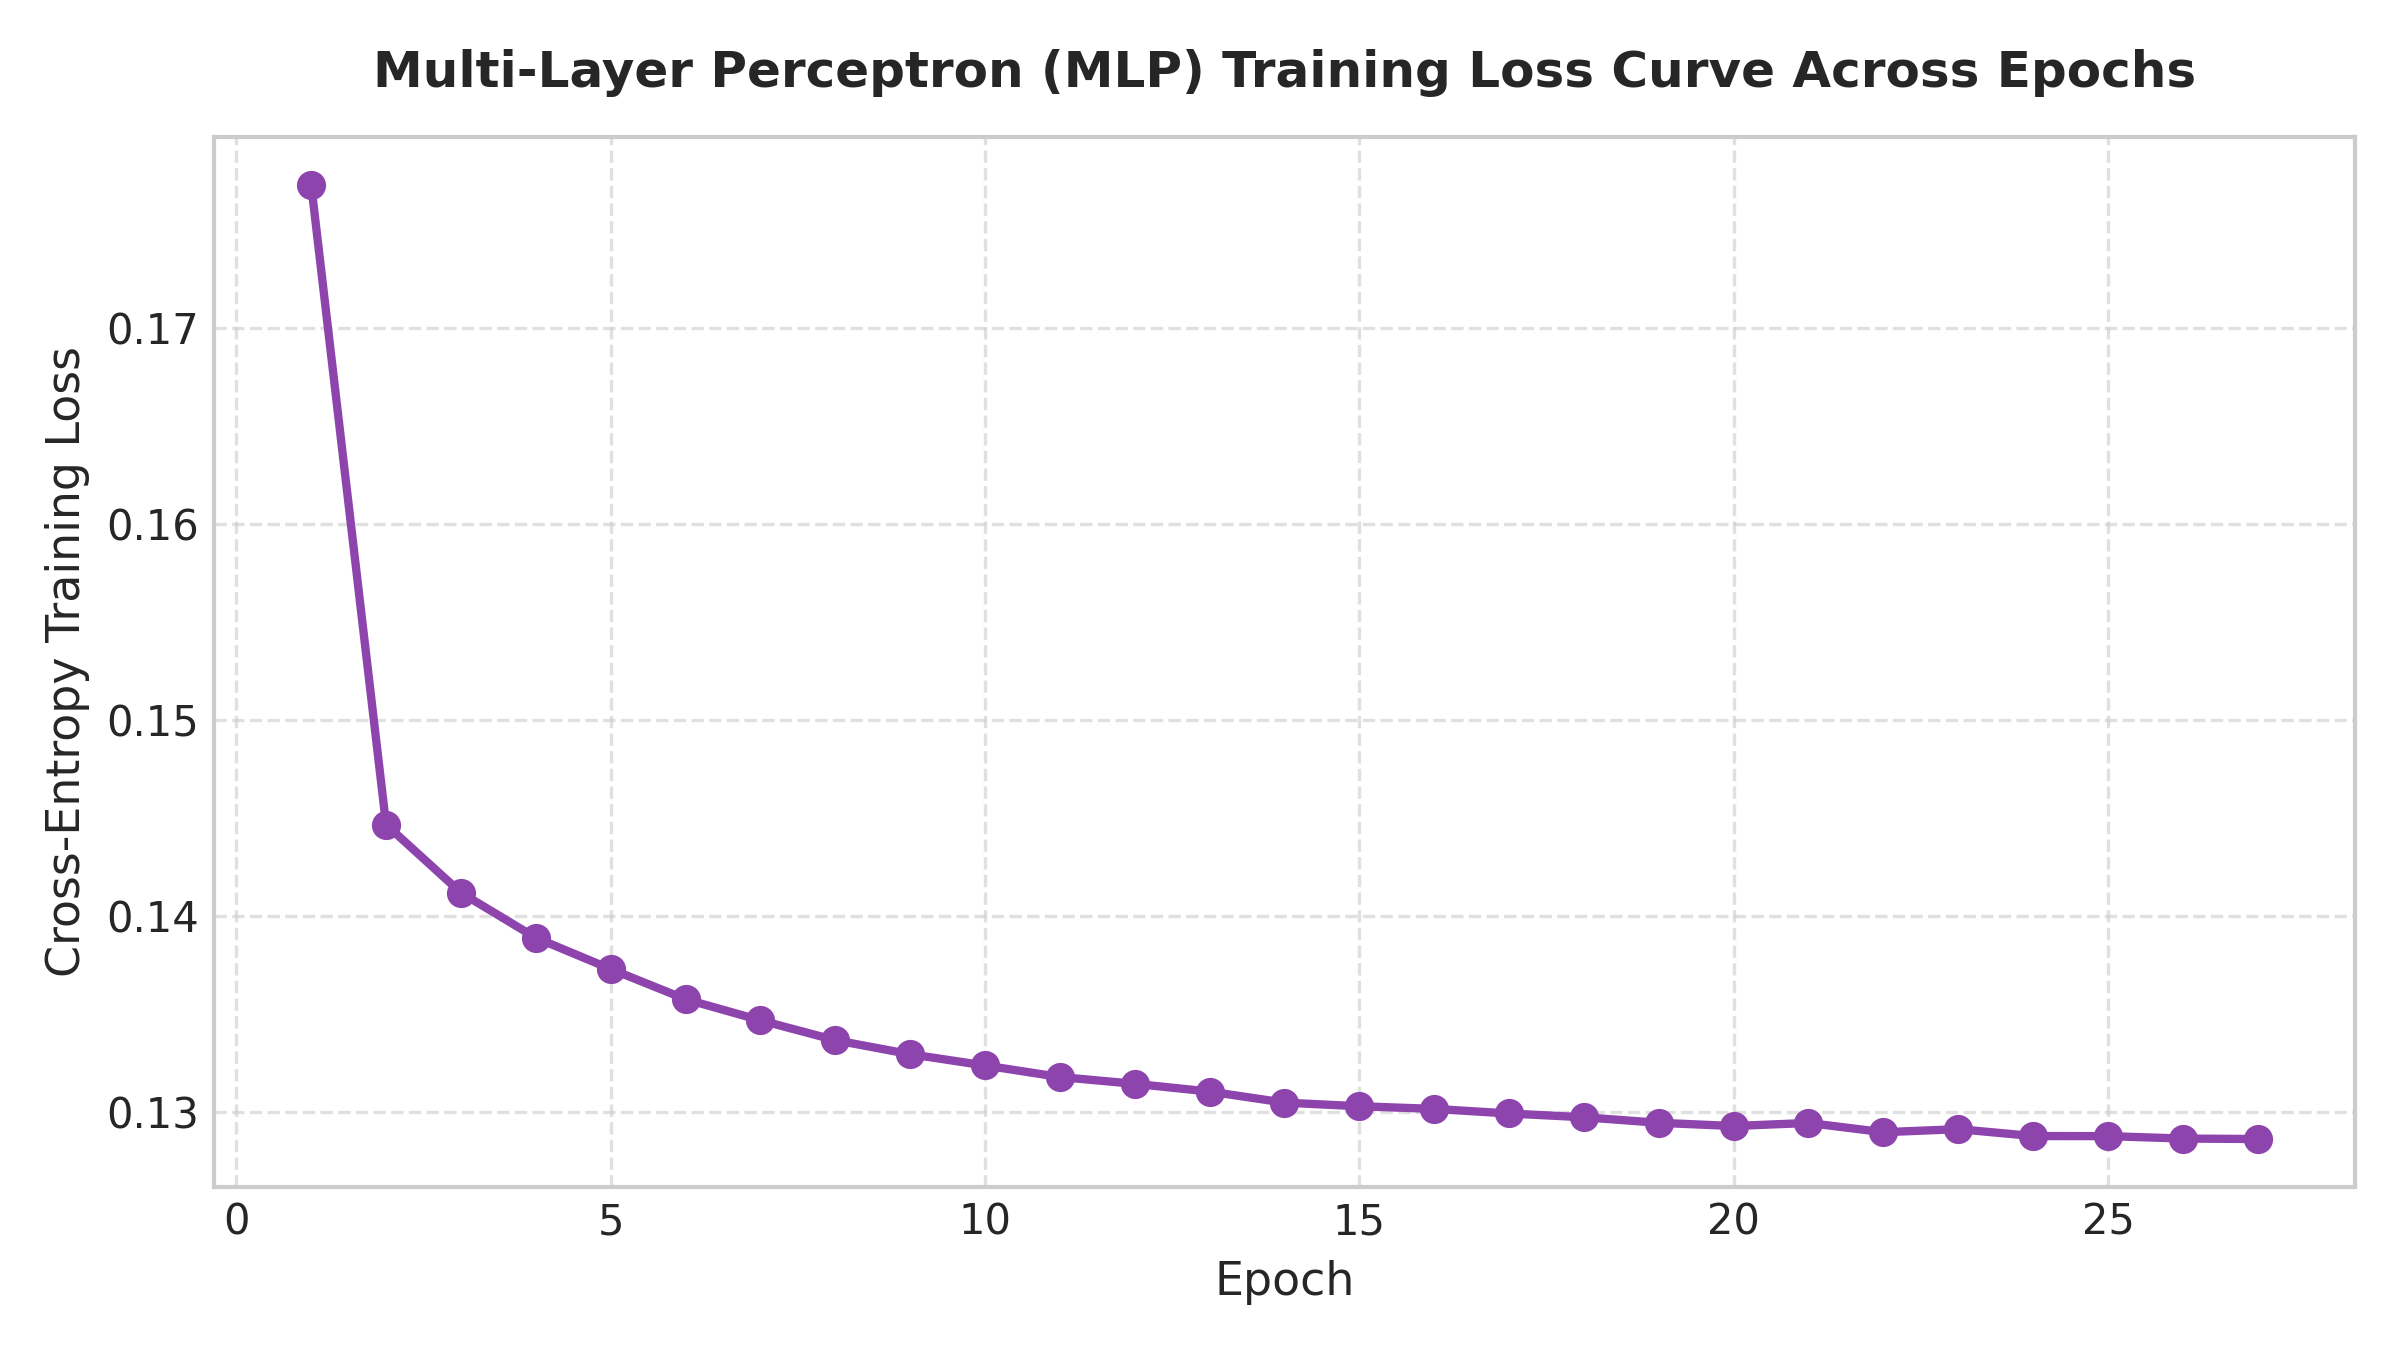 Multi-Layer Perceptron (MLP) Training Loss Curve Across Epochs
Cross-Entropy Training Loss
0.17
0.16
0.15
0.14
0.13
0 5 10 15 20 25
Epoch